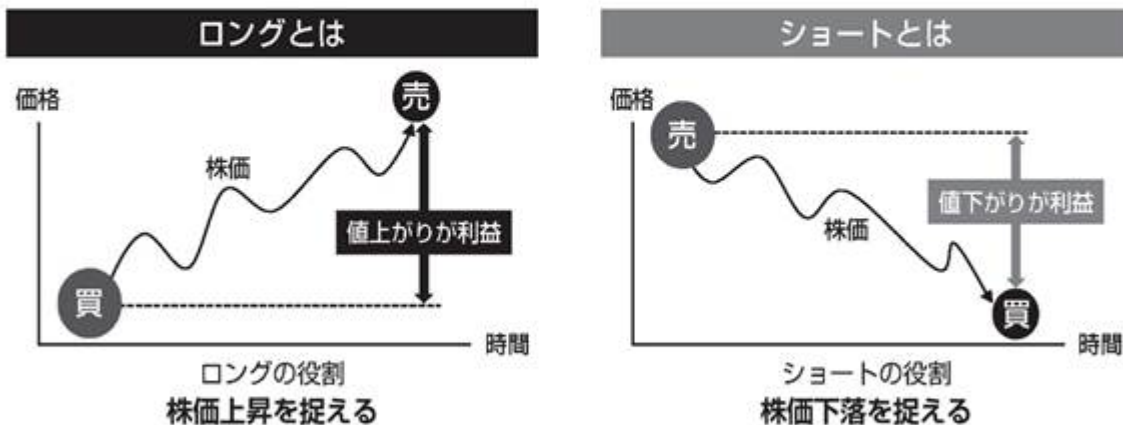 ロングとは
価格
売
株価
値上がりが利益
買
時間
ロングの役割
株価上昇を捉える
ショートとは
価格
売
値下がりが利益
株価
買
時間
ショートの役割
株価下落を捉える